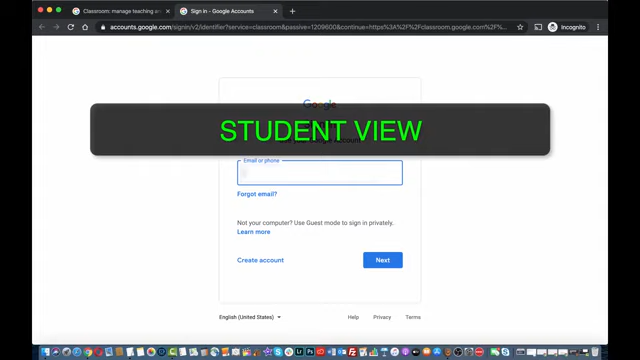 Classroom: manage teaching an
Sign in - Google Accounts
accounts.google.com/signin/v2/identifier?service=classroom&passive=1209600&continue=https%3A%2F%2Fclassroom.google.com%2F...
Incognito
Google
STUDENT VIEW
Email or phone
Forgot email?
Not your computer? Use Guest mode to sign in privately.
Learn more
Create account
Next
English (United States)
Help
Privacy
Terms